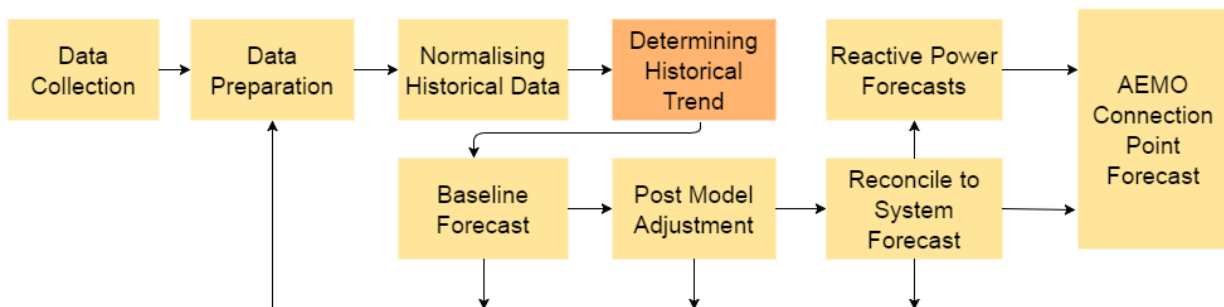 Data
Collection
Data
Preparation
Normalising
Historical Data
Determining
Historical
Trend
Baseline
Forecast
Post Model
Adjustment
Reconcile to
System
Forecast
Reactive Power
Forecasts
AEMO
Connection
Point
Forecast